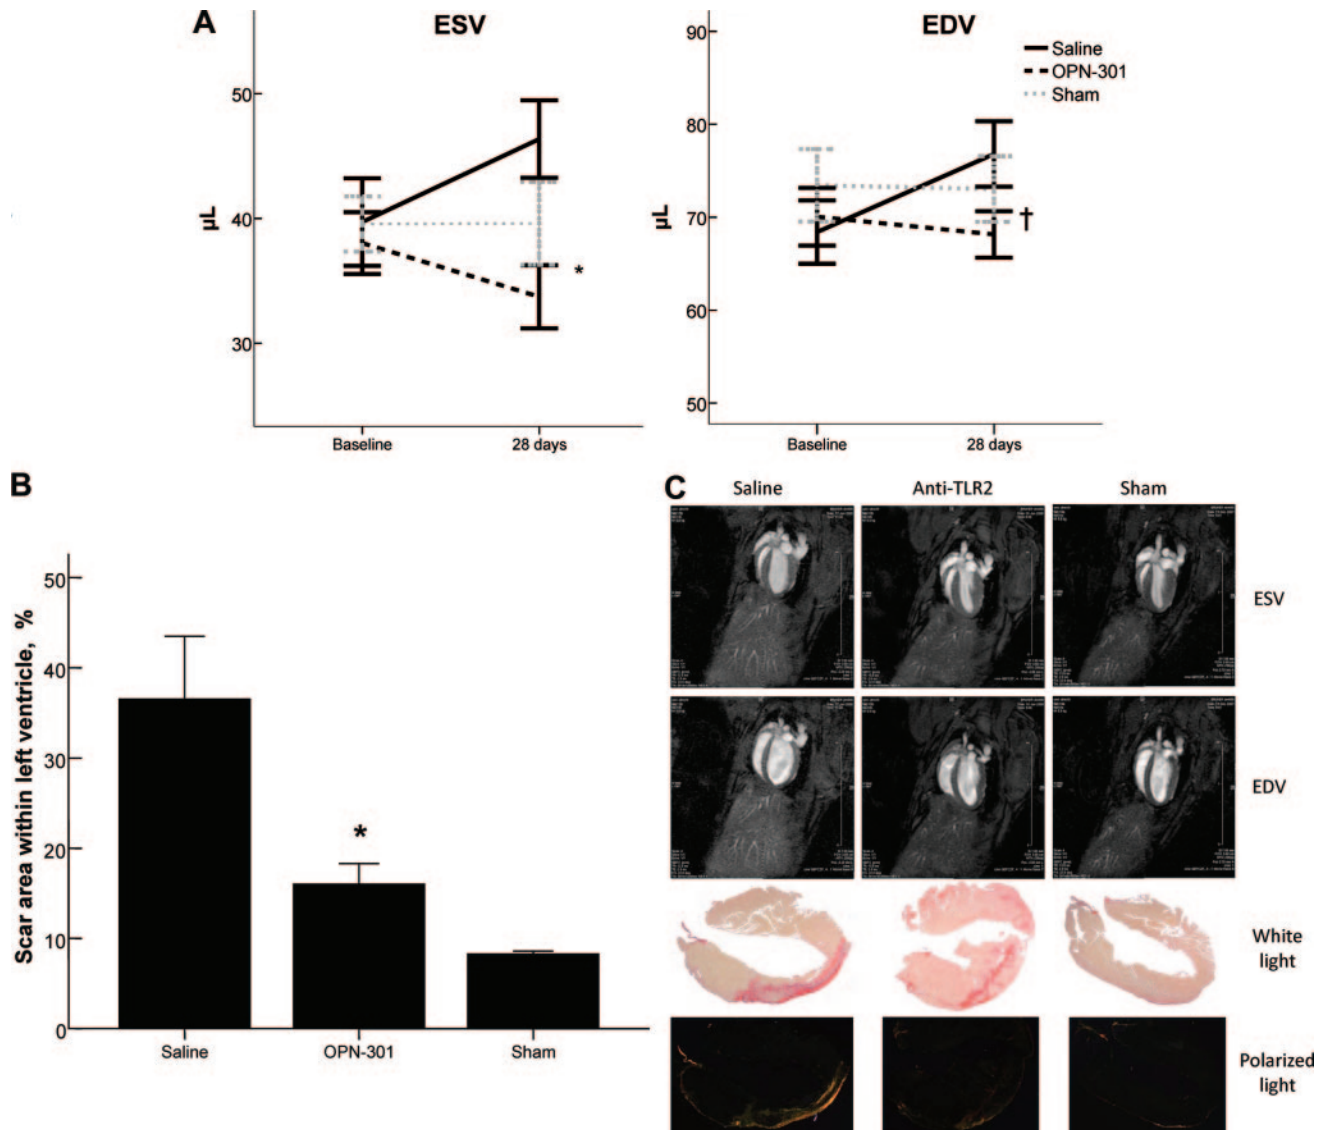 A
ESV
EDV
Saline
OPN-301
Sham
50
40
30
µL
Baseline
28 days
*
90
80
70
60
50
µL
Baseline
28 days
†
B
Scar area within left ventricle, %
50
40
30
20
10
0
*
Saline
OPN-301
Sham
C
Saline
Anti-TLR2
Sham
ESV
EDV
White
light
Polarized
light